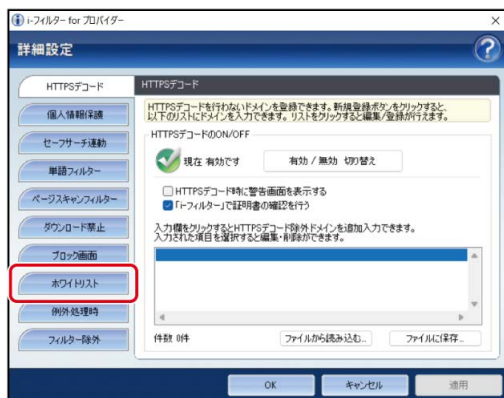 i-フィルター for プロバイダー
詳細設定
HTTPSデコード
個人情報保護
セーフサーチ連動
単語フィルター
ページスキャンフィルター
ダウンロード禁止
ブロック画面
ホワイトリスト
例外処理時
フィルター除外
HTTPSデコード
HTTPSデコードを行わないドメインを登録できます。新規登録ボタンをクリックすると、
以下のリストにドメインを入力できます。リストをクリックすると編集/登録が行えます。
HTTPSデコードのON/OFF
現在 有効です
有効 / 無効 切り替え
HTTPSデコード時に警告画面を表示する
「i-フィルター」で証明書の確認を行う
入力欄をクリックするとHTTPSデコード除外ドメインを追加入力できます。
入力された項目を選択すると編集・削除ができます。
件数 0件
ファイルから読み込む...
ファイルに保存...
OK
キャンセル
適用